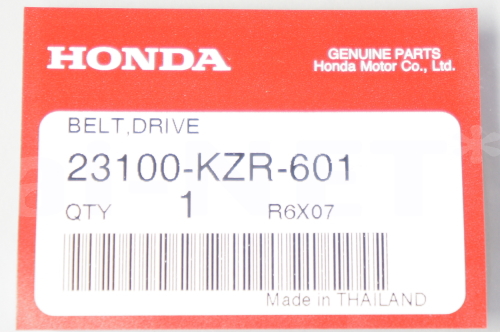 HONDA
GENUINE PARTS
Honda Motor Co., Ltd.
BELT,DRIVE
23100-KZR-601
QTY 1 R6X07
Made in THAILAND